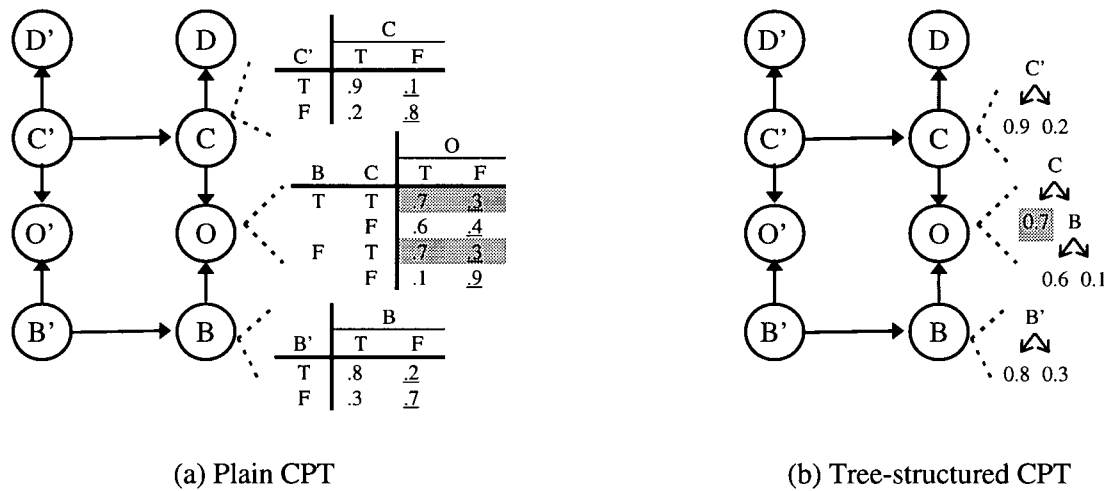 D' D C
C' T F
T .9 .1
F .2 .8
C' C
O
B C T F
T T .7 .3
F .6 .4
F T .7 .3
F .1 .9
O' O
B
B' T F
T .8 .2
F .3 .7
B' B
(a) Plain CPT
D' D
C'
0.9 0.2
C' C
C
0.7 B
0.6 0.1
O' O
B'
0.8 0.3
B' B
(b) Tree-structured CPT